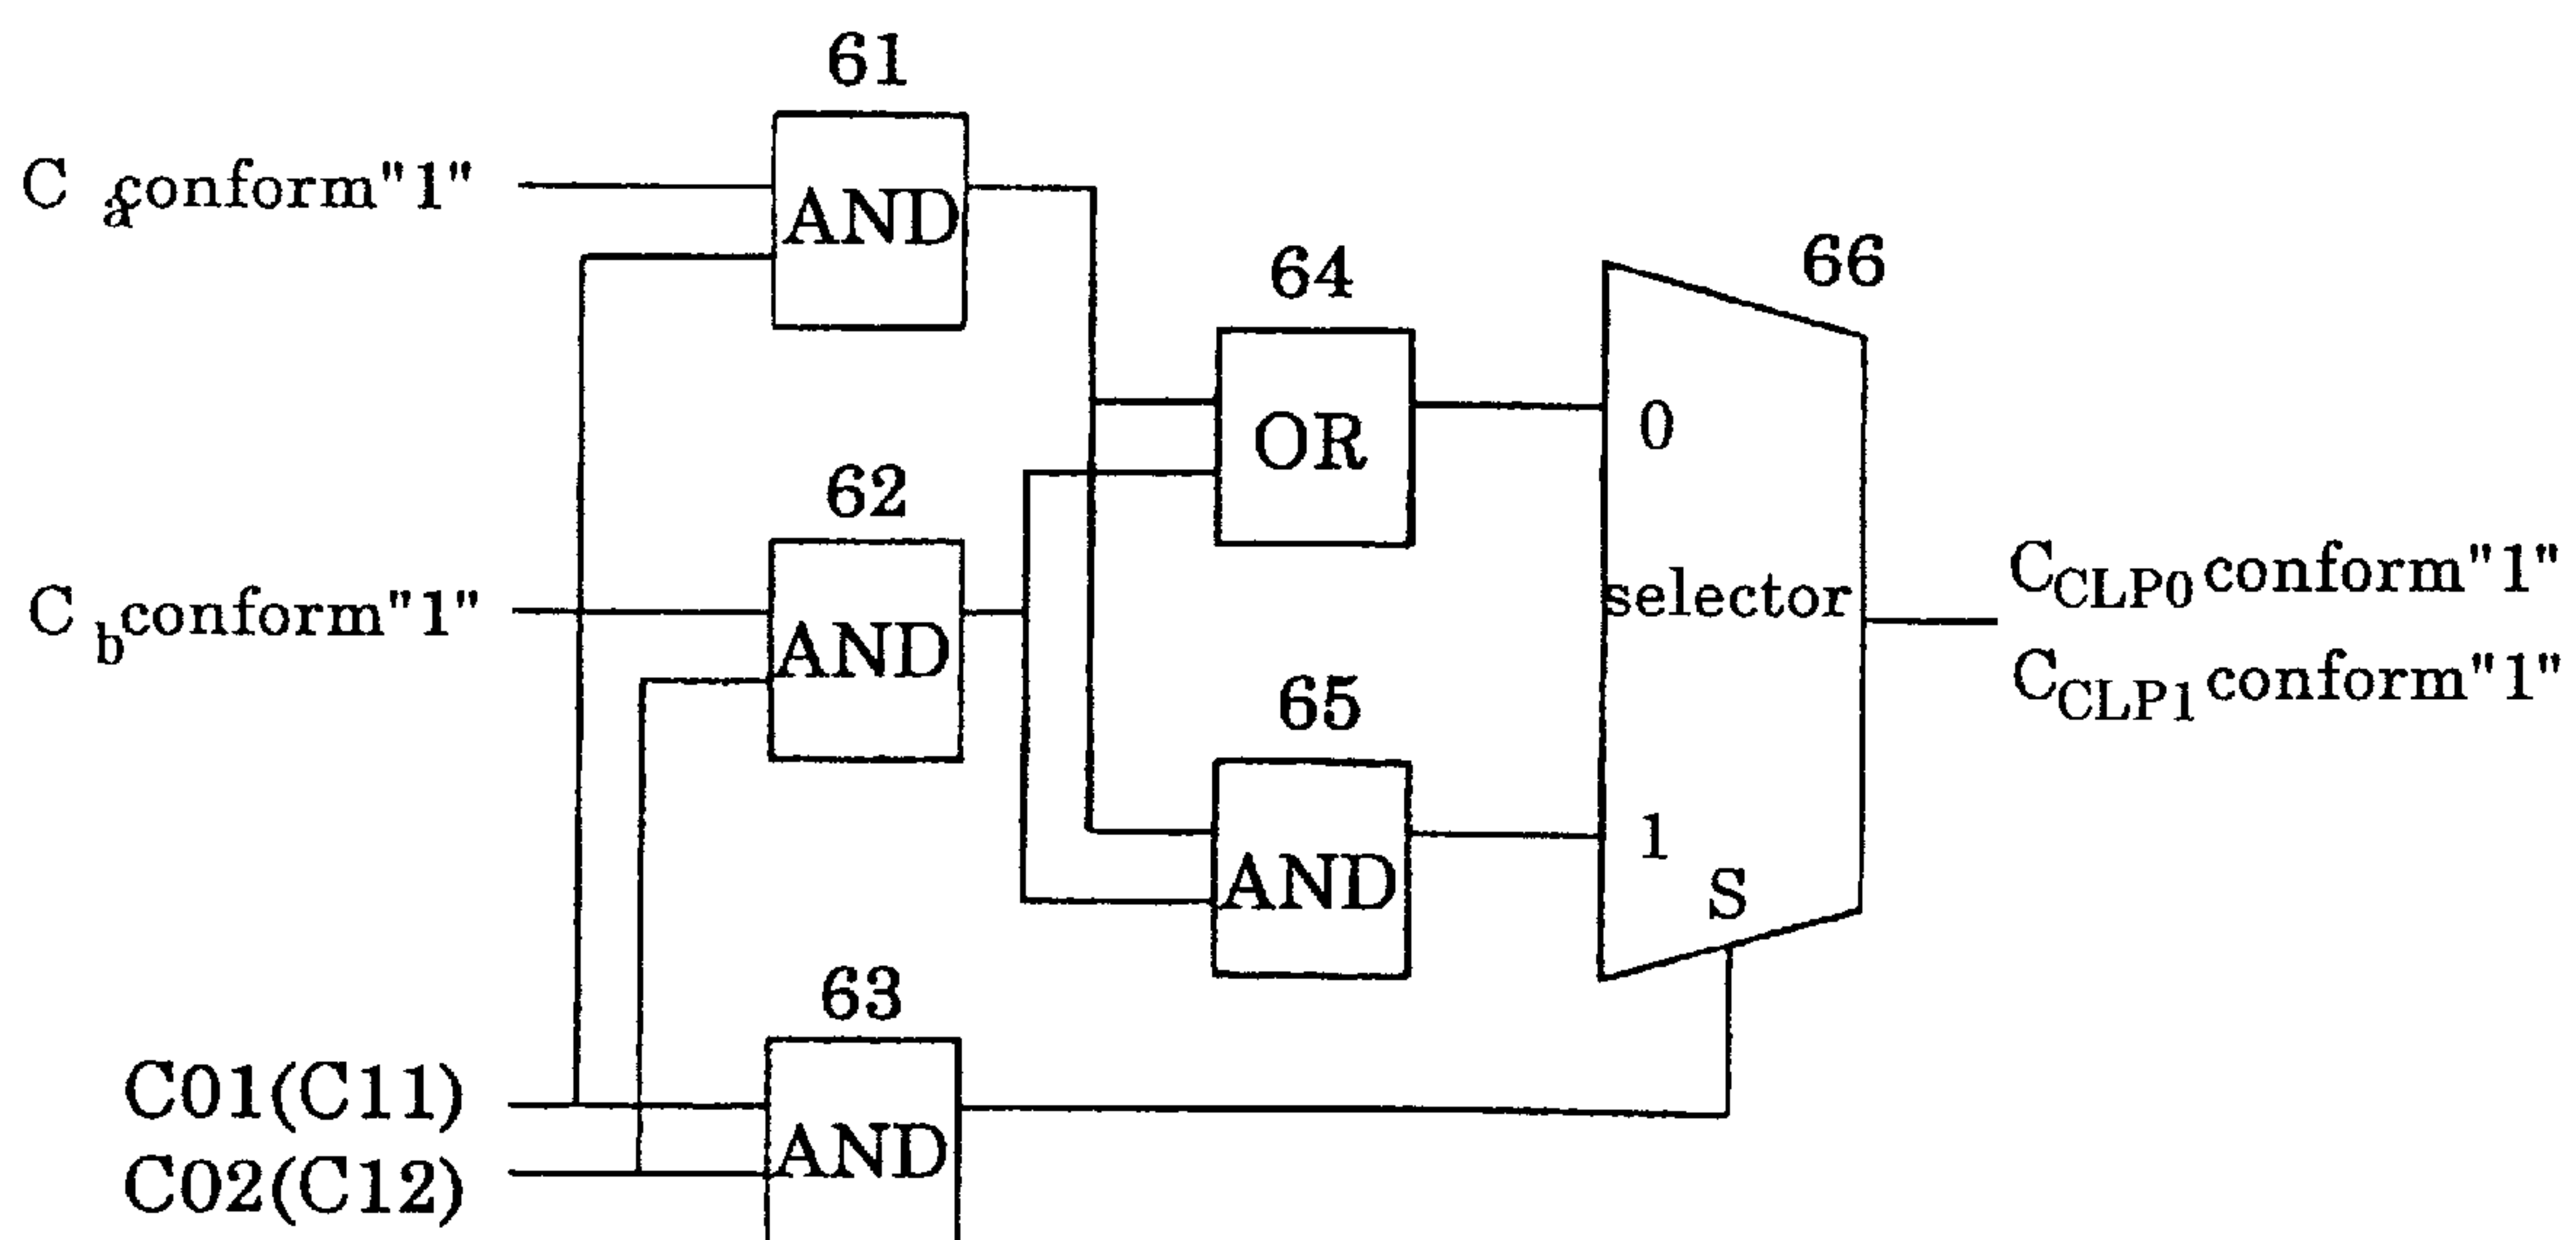 61
C a conform"1"
AND
66
64
0
OR
62
C b conform"1"
AND
selector
C CLP0 conform"1"
C CLP1 conform"1"
65
1
S
AND
63
C01(C11)
AND
C02(C12)